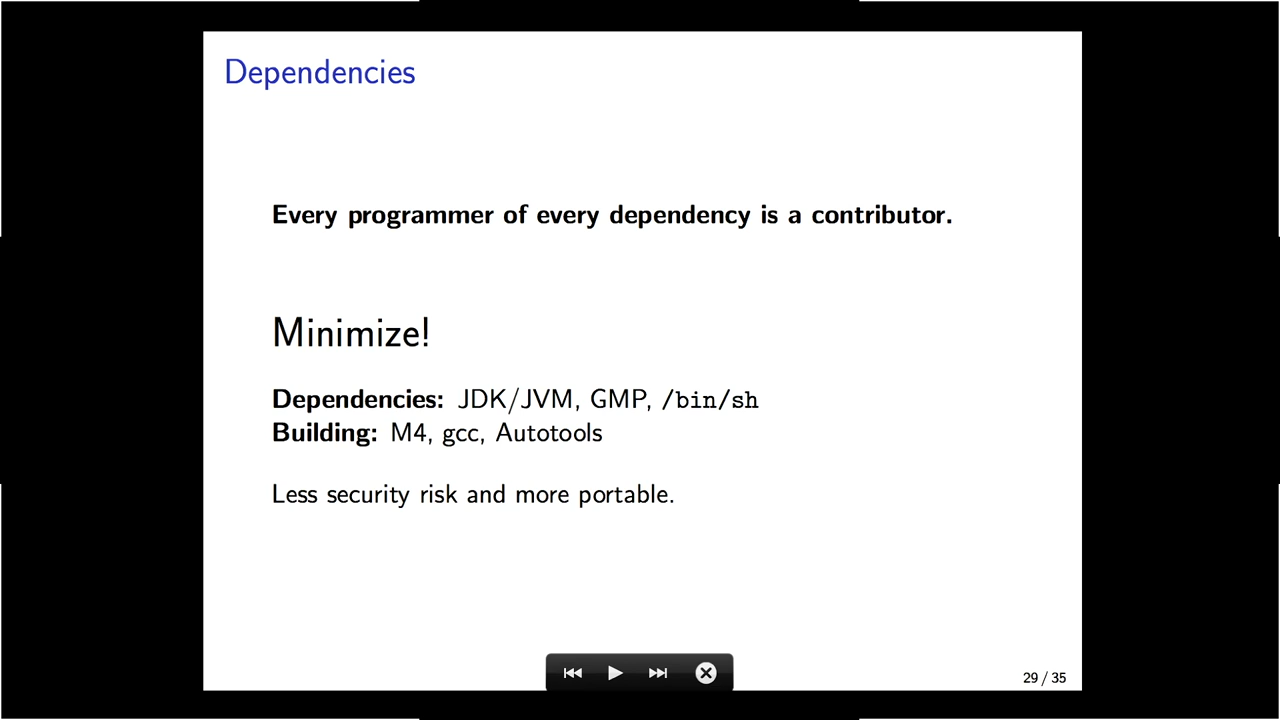 Dependencies
Every programmer of every dependency is a contributor.
Minimize!
Dependencies: JDK/JVM, GMP, /bin/sh
Building: M4, gcc, Autotools
Less security risk and more portable.
29 / 35